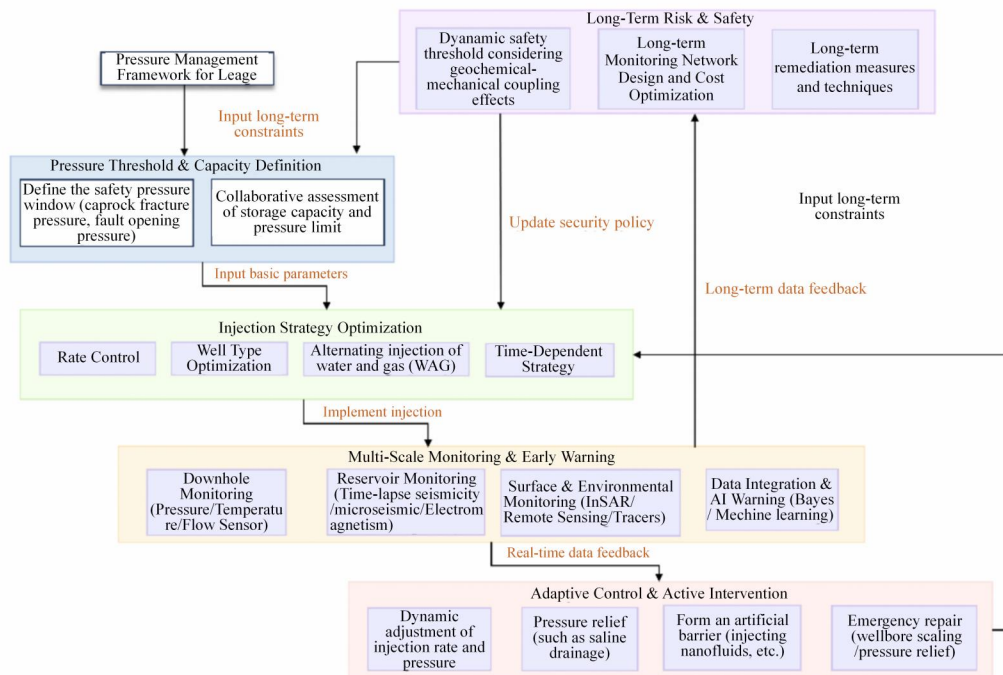 Long-Term Risk & Safety
Dyanamic safety
threshold considering
geochemical-
mechanical coupling
effects
Long-term
Monitoring Network
Design and Cost
Optimization
Long-term
remediation measures
and techniques
Pressure Management
Framework for Leage
Input long-term
constraints
Pressure Threshold & Capacity Definition
Define the safety pressure
window (caprock fracture
pressure, fault opening
pressure)
Collaborative assessment
of storage capacity and
pressure limit
Input long-term
constraints
Update security policy
Input basic parameters
Long-term data feedback
Injection Strategy Optimization
Rate Control
Well Type
Optimization
Alternating injection of
water and gas (WAG)
Time-Dependent
Strategy
Implement injection
Multi-Scale Monitoring & Early Warning
Downhole
Monitoring
(Pressure/Temperatu
re/Flow Sensor)
Reservoir Monitoring
(Time-lapse seismicity
/microseismic/Electrom
agnetism)
Surface & Environmental
Monitoring (InSAR/
Remote Sensing/Tracers)
Data Integration &
AI Warning (Bayes
/ Mechine learning)
Real-time data feedback
Adaptive Control & Active Intervention
Dynamic
adjustment of
injection rate and
pressure
Pressure relief
(such as saline
drainage)
Form an artificial
barrier (injecting
nanofluids, etc.)
Emergency repair
(wellbore scaling
/pressure relief)